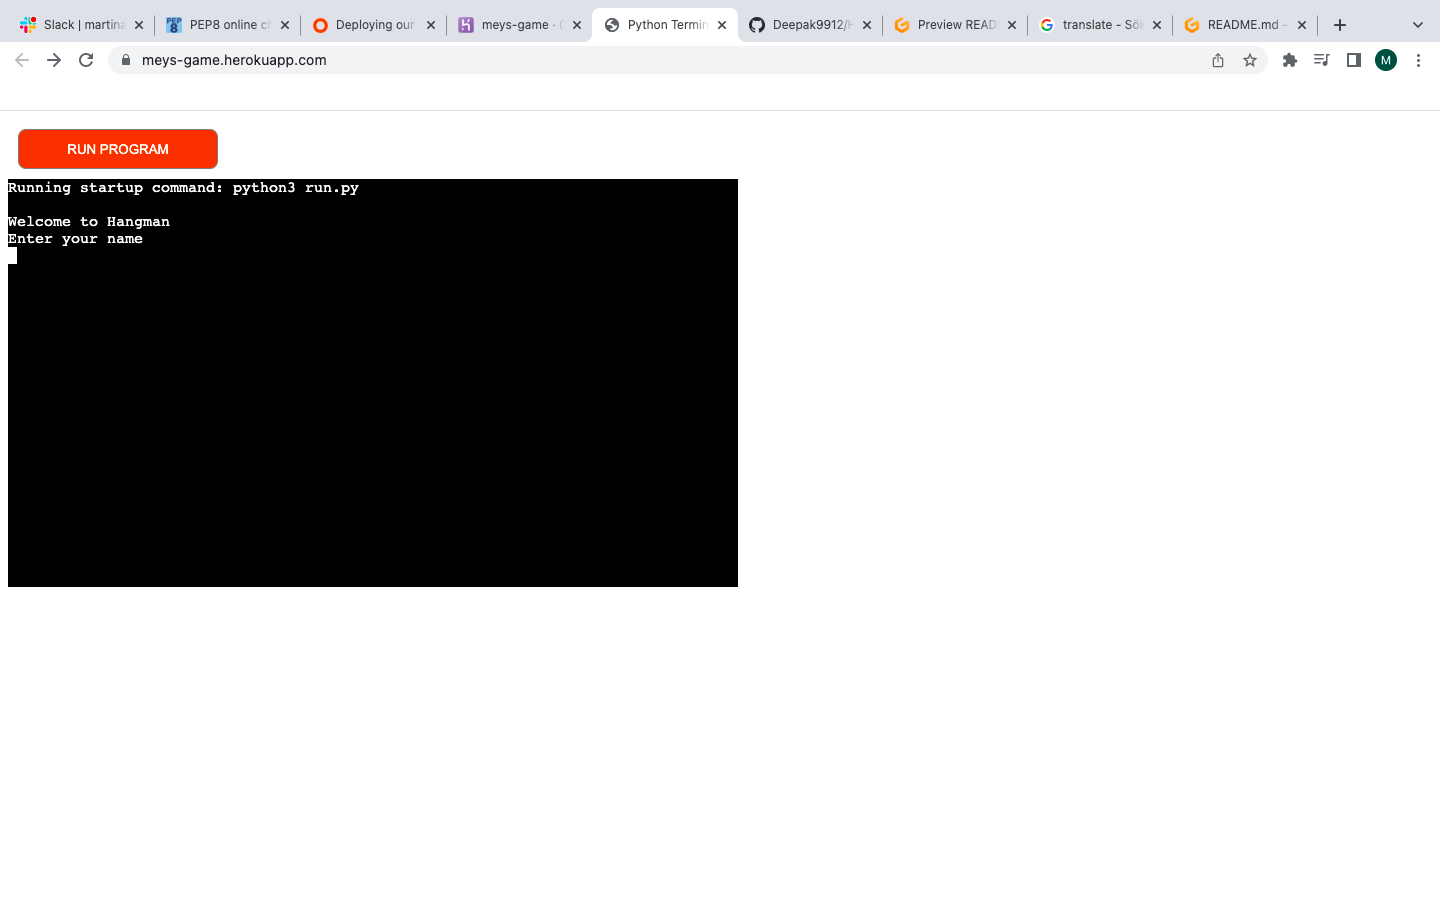 Slack | martina
PEP8 online ch
Deploying our
meys-game · 
Python Termin
Deepak9912/H
Preview READ
translate - Sök
README.md –
meys-game.herokuapp.com
M
RUN PROGRAM
Running startup command: python3 run.py
Welcome to Hangman
Enter your name